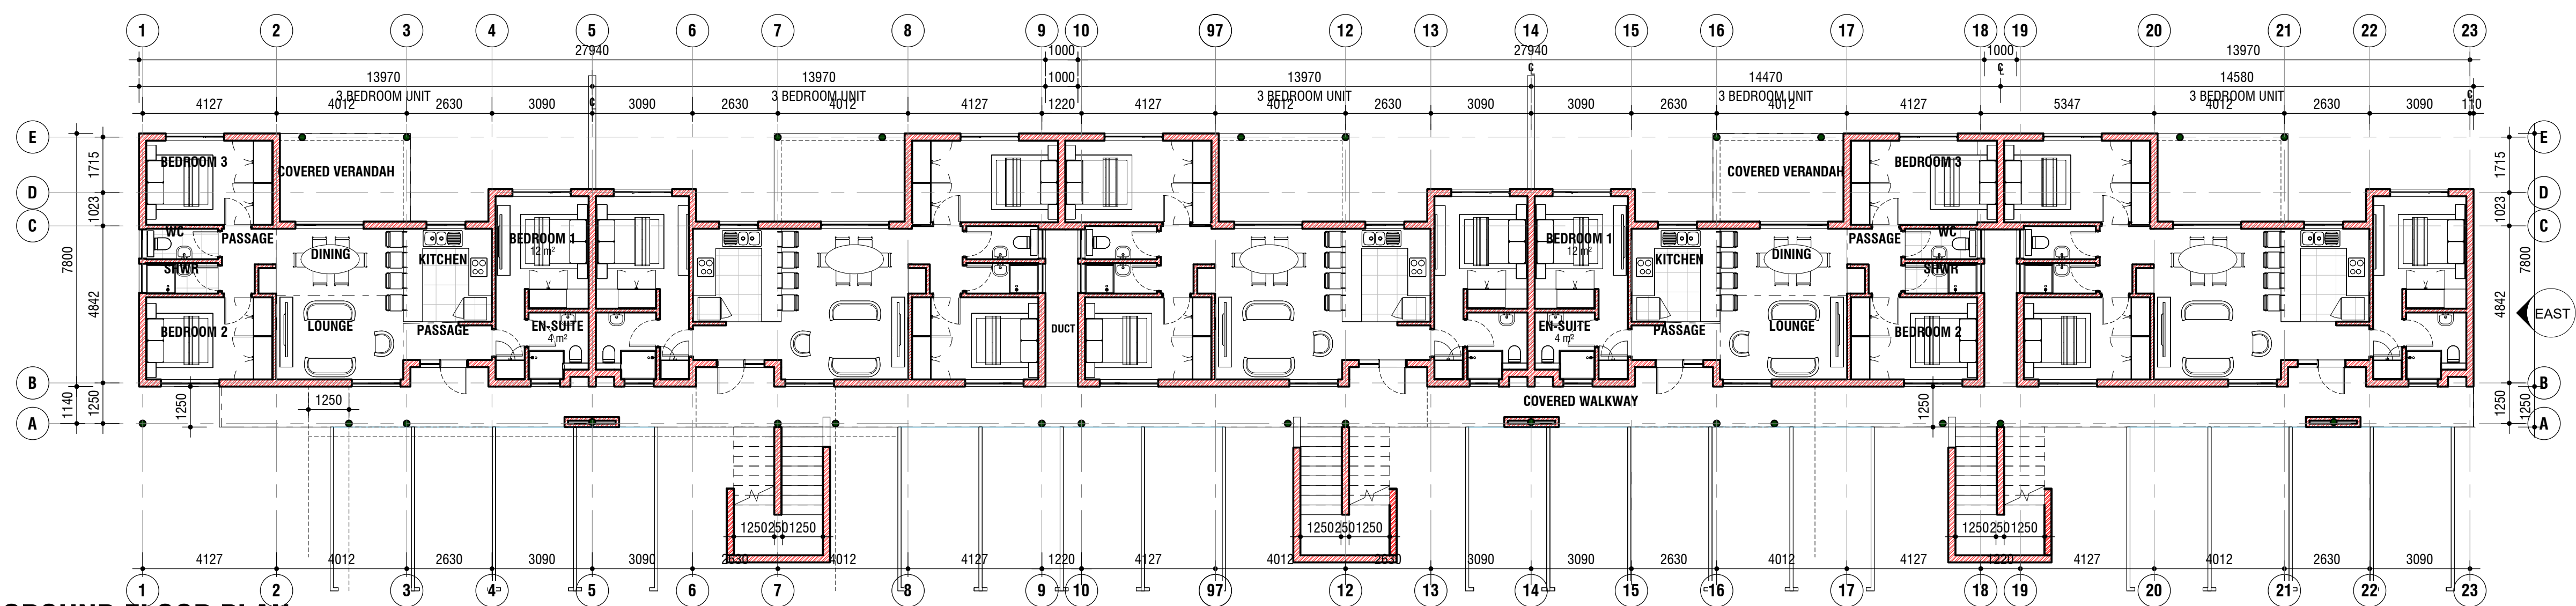 1 2 3 4 5 6 7 8 9 10 97 12 13 14 15 16 17 18 19 20 21 22 23
27940 1000 27940 1000 13970
13970 13970 1000 13970 14470 14580
3 BEDROOM UNIT 3 BEDROOM UNIT 3 BEDROOM UNIT 3 BEDROOM UNIT 3 BEDROOM UNIT
4127 4012 2630 3090 3090 2630 4012 4127 1220 4127 4012 2630 3090 3090 2630 4012 4127 5347 4012 2630 3090 110
E E
1715 1715
BEDROOM 3 COVERED VERANDAH COVERED VERANDAH BEDROOM 3
D D
1023 1023
C C
WC PASSAGE BEDROOM 1 BEDROOM 1 PASSAGE WC
12 m² 12 m²
DINING KITCHEN KITCHEN DINING
7800 7800
SHWR SHWR
4842 4842
EAST
BEDROOM 2 LOUNGE PASSAGE EN-SUITE DUCT EN-SUITE PASSAGE LOUNGE BEDROOM 2
4 m² 4 m²
B B
COVERED WALKWAY
1140 1250 1250 1250 1250 1250 1250
A A
1250 250 1250 1250 250 1250 1250 250 1250
4127 4012 2630 3090 3090 2630 4012 4127 1220 4127 4012 2630 3090 3090 2630 4012 4127 1220 4127 4012 2630 3090
1 2 3 4 5 6 7 8 9 10 97 12 13 14 15 16 17 18 19 20 21 22 23
GROUND FLOOR PLAN